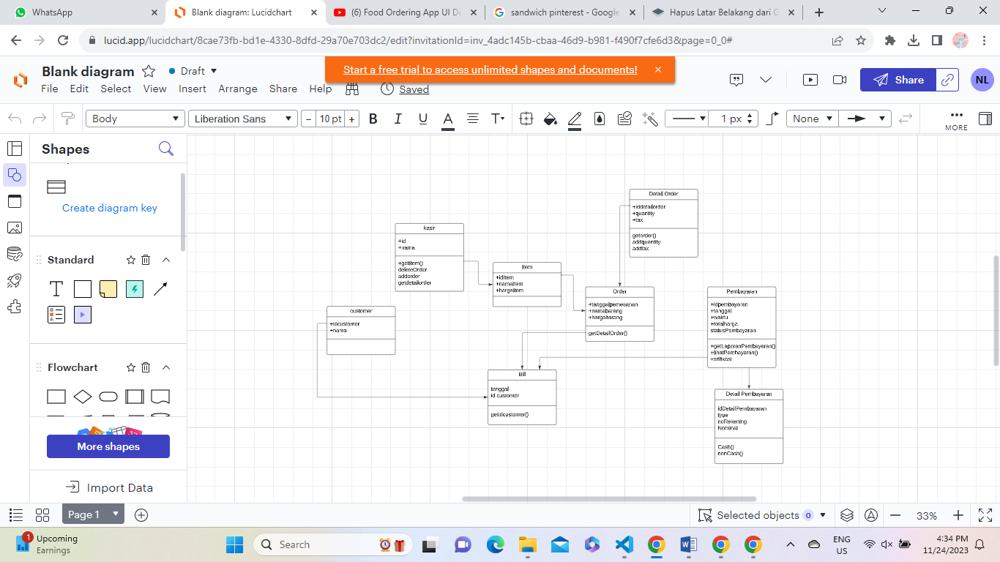 WhatsApp
Blank diagram: Lucidchart
(6) Food Ordering App UI De
sandwich pinterest - Google
Hapus Latar Belakang dari G
lucid.app/lucidchart/8cae73fb-bd1e-4330-8dfd-29a70e703dc2/edit?invitationId=inv_4adc145b-cbaa-46d9-b981-f490f7cfe6d3&page=0_0#
Blank diagram
Draft
Start a free trial to access unlimited shapes and documents!
Share
NL
File Edit Select View Insert Arrange Share Help
Saved
Body
Liberation Sans
− 10 pt +
B I U A T
1 px
None
MORE
Shapes
Create diagram key
Standard
T
Flowchart
More shapes
Import Data
Detail Order
+iddetailorder
+quantity
+tax
getorder()
addquantity
addtax
kasir
+id
+nama
+getItem()
deleteOrder
addorder
getdetailorder
Item
+idItem
+namaItem
+hargaItem
Order
+tanggalpemesanan
+namabarang
+hargabarang
getDetailOrder()
Pembayaran
+idpembayaran
+tanggal
+waktu
+totalharga
statusPembayaran
+getLaporanPembayaran()
+lihatPembayaran()
verifikasi
customer
+idcustomer
+nama
Bill
tanggal
id customer
getidcustomer()
Detail Pembayaran
idDetailPembayaran
type
noRekening
Nominal
Cash()
nonCash()
Page 1
Selected objects 0
33%
1
Upcoming
Earnings
Search
ENG
US
4:34 PM
11/24/2023